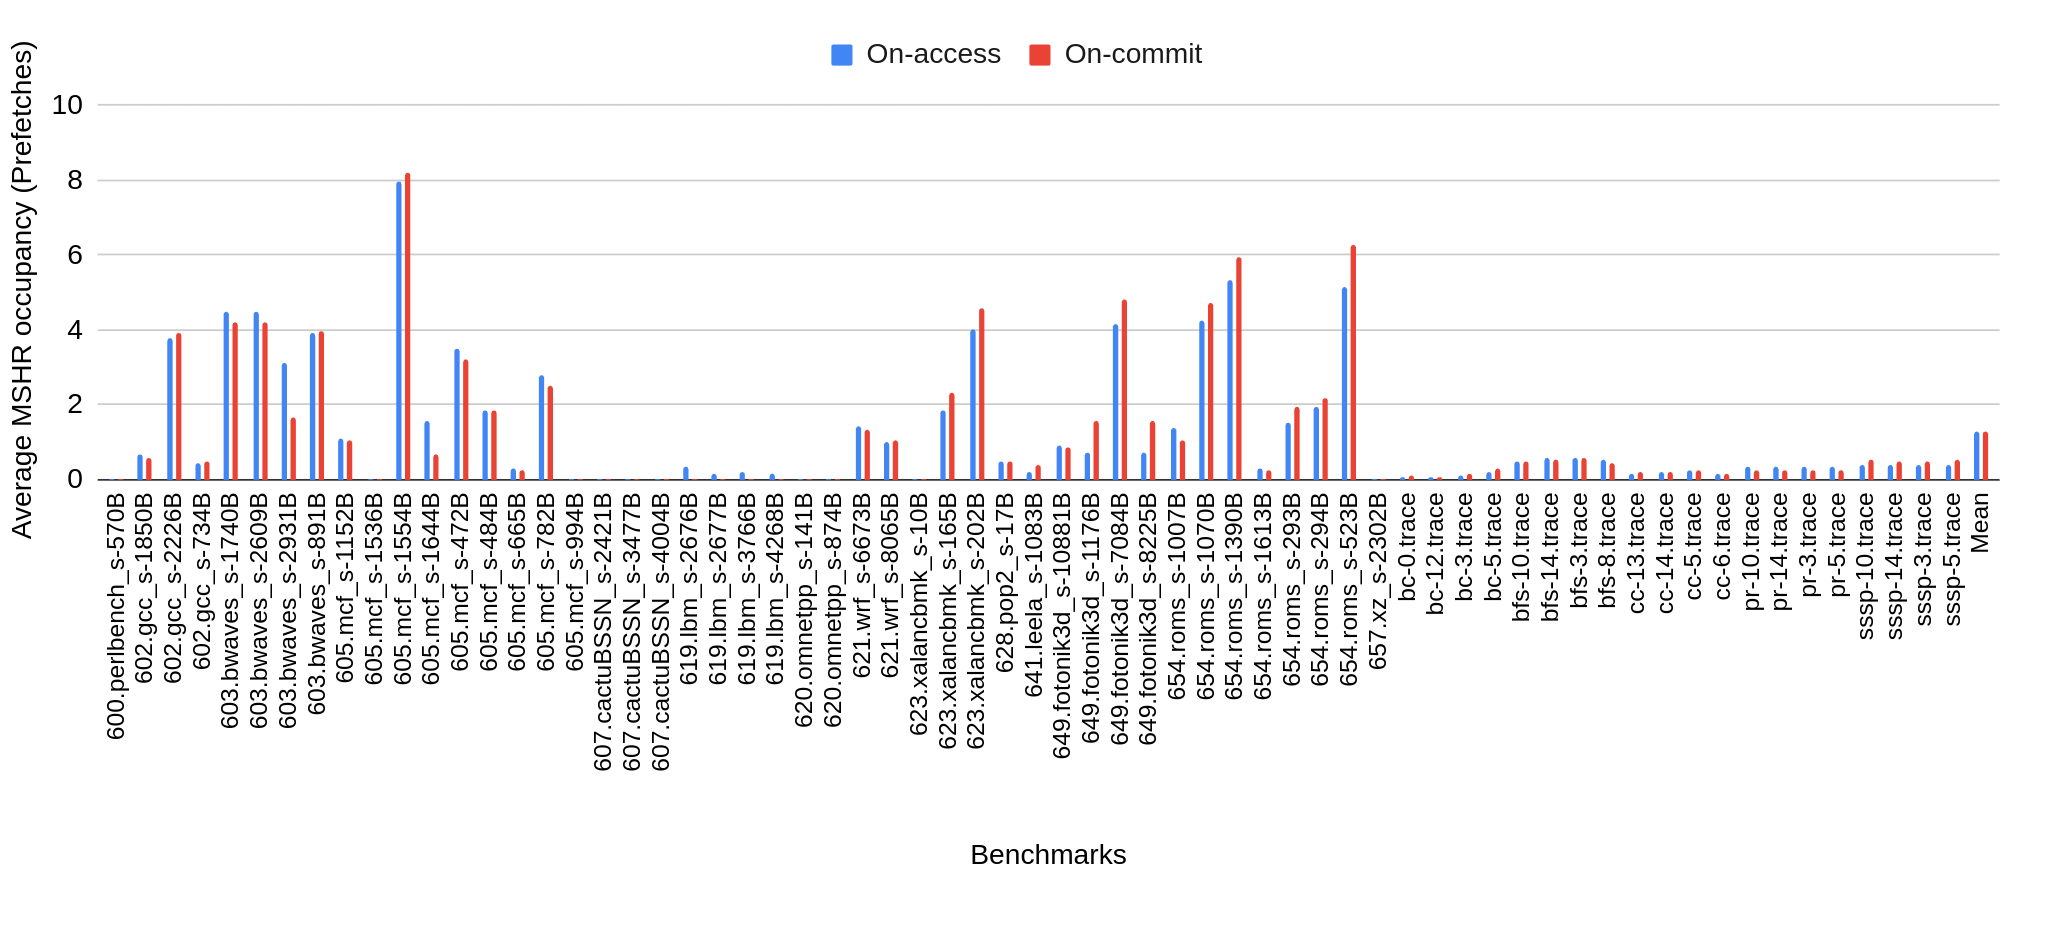 On-access
On-commit
Average MSHR occupancy (Prefetches)
10
8
6
4
2
0
600.perlbench_s-570B
602.gcc_s-1850B
602.gcc_s-2226B
602.gcc_s-734B
603.bwaves_s-1740B
603.bwaves_s-2609B
603.bwaves_s-2931B
603.bwaves_s-891B
605.mcf_s-1152B
605.mcf_s-1536B
605.mcf_s-1554B
605.mcf_s-1644B
605.mcf_s-472B
605.mcf_s-484B
605.mcf_s-665B
605.mcf_s-782B
605.mcf_s-994B
607.cactuBSSN_s-2421B
607.cactuBSSN_s-3477B
607.cactuBSSN_s-4004B
619.lbm_s-2676B
619.lbm_s-2677B
619.lbm_s-3766B
619.lbm_s-4268B
620.omnetpp_s-141B
620.omnetpp_s-874B
621.wrf_s-6673B
621.wrf_s-8065B
623.xalancbmk_s-10B
623.xalancbmk_s-165B
623.xalancbmk_s-202B
628.pop2_s-17B
641.leela_s-1083B
649.fotonik3d_s-10881B
649.fotonik3d_s-1176B
649.fotonik3d_s-7084B
649.fotonik3d_s-8225B
654.roms_s-1007B
654.roms_s-1070B
654.roms_s-1390B
654.roms_s-1613B
654.roms_s-293B
654.roms_s-294B
654.roms_s-523B
657.xz_s-2302B
bc-0.trace
bc-12.trace
bc-3.trace
bc-5.trace
bfs-10.trace
bfs-14.trace
bfs-3.trace
bfs-8.trace
cc-13.trace
cc-14.trace
cc-5.trace
cc-6.trace
pr-10.trace
pr-14.trace
pr-3.trace
pr-5.trace
sssp-10.trace
sssp-14.trace
sssp-3.trace
sssp-5.trace
Mean
Benchmarks